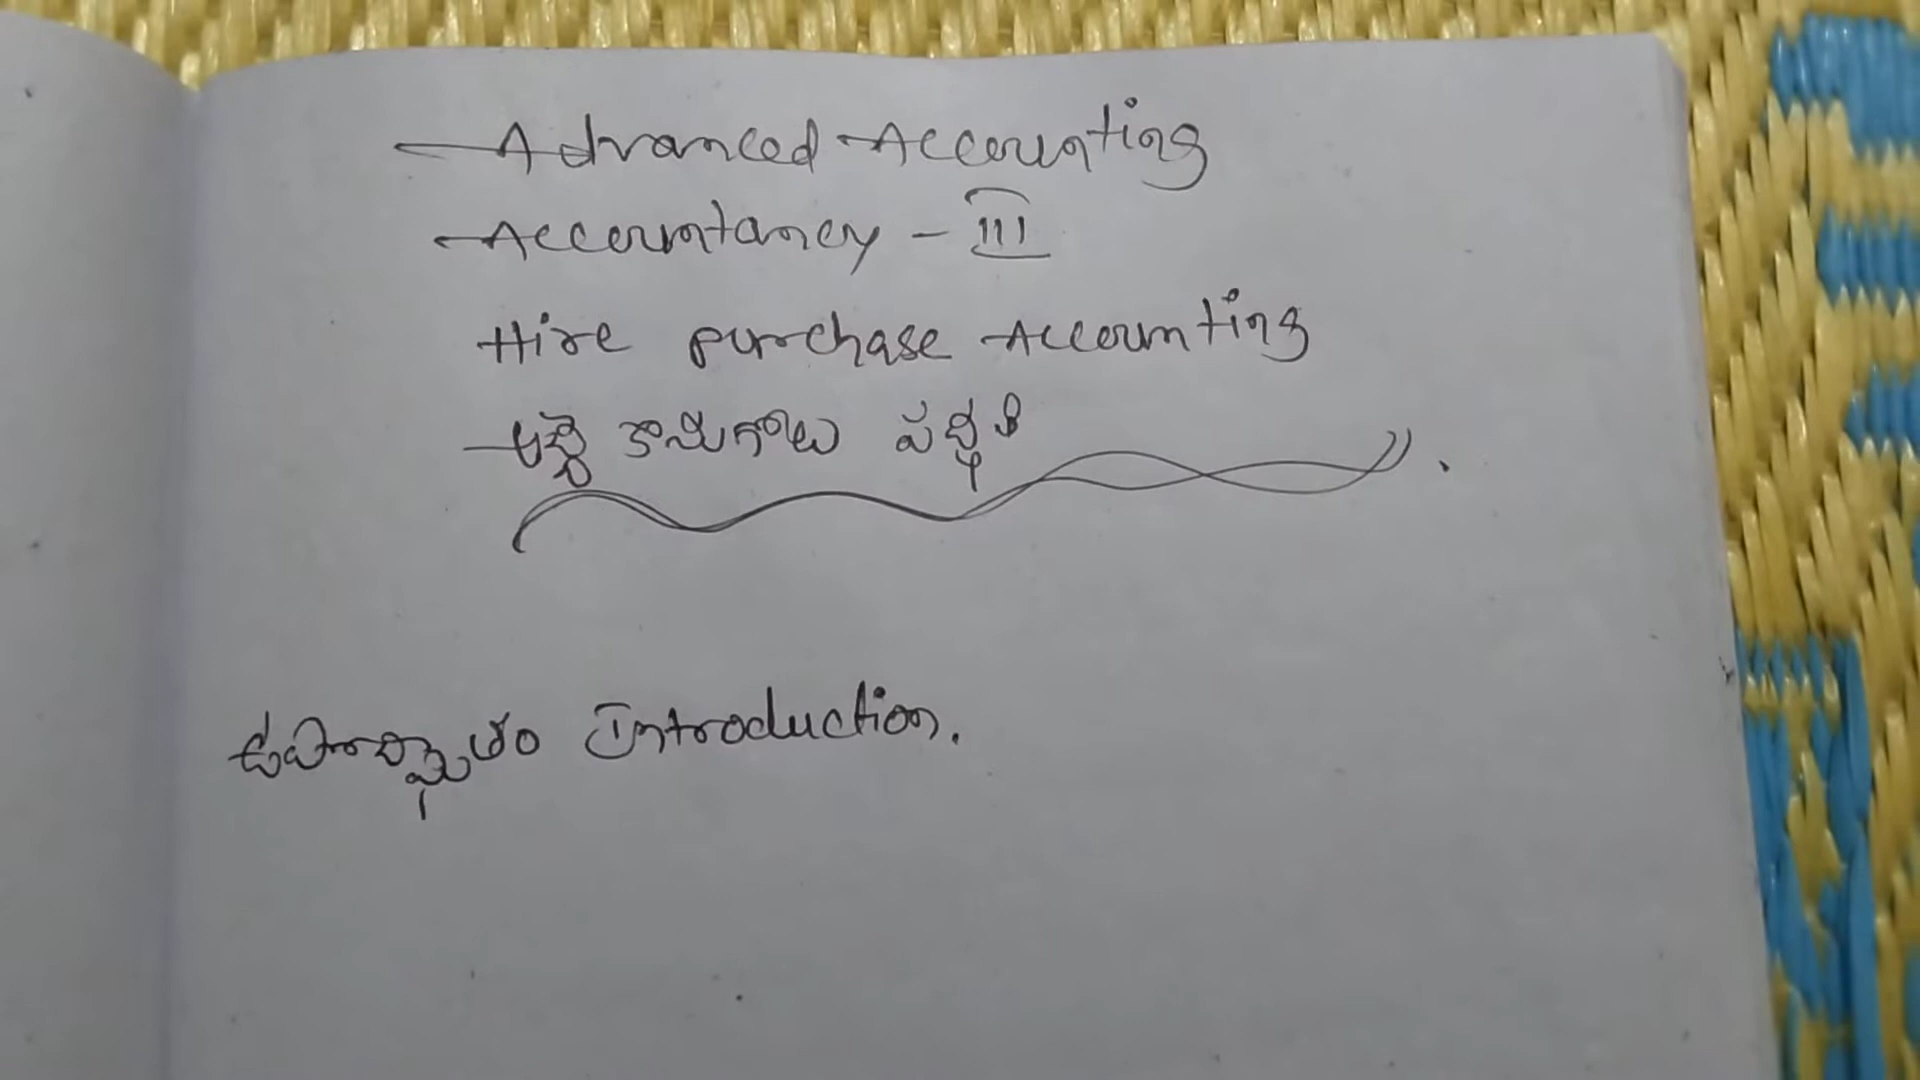 Advanced Accounting
Accountancy - III
Hire purchase Accounting
అద్దె కొనుగోలు పద్ధతి
ఉపోద్ఘాతం Introduction.